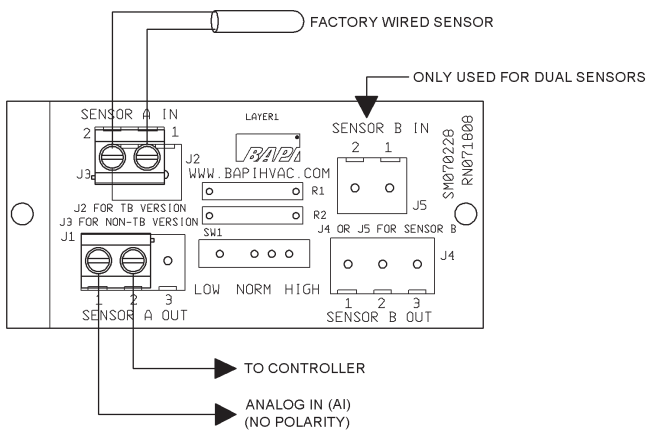 FACTORY WIRED SENSOR
ONLY USED FOR DUAL SENSORS
SENSOR A IN
2 1
J3
J2
LAYER1
BAPI
WWW.BAPIHVAC.COM
SENSOR B IN
2 1
J5
SM070228
RN071808
R1
R2
J2 FOR TB VERSION
J3 FOR NON-TB VERSION
J4 OR J5 FOR SENSOR B
J1
SW1
J4
LOW NORM HIGH
1 2 3
SENSOR A OUT
1 2 3
SENSOR B OUT
TO CONTROLLER
ANALOG IN (AI)
(NO POLARITY)